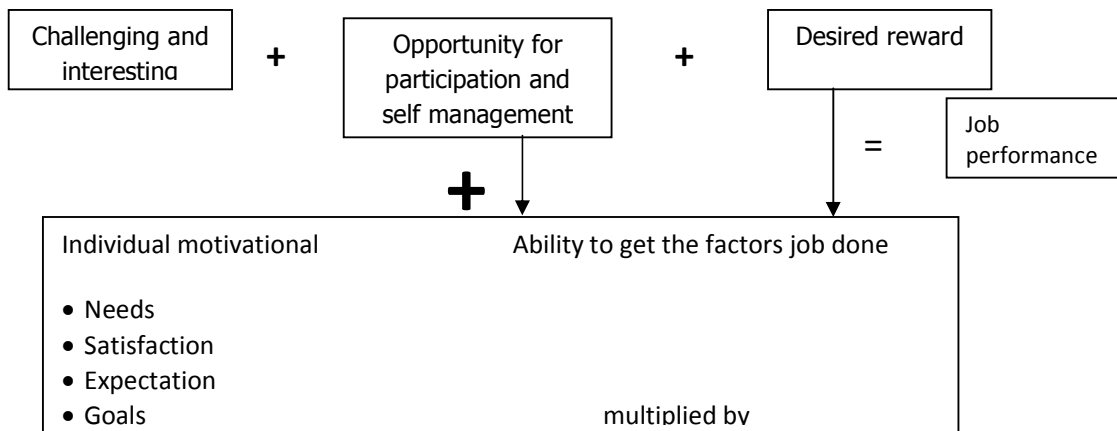 Challenging and
interesting
+
Opportunity for
participation and
self management
+
Desired reward
=
Job
performance
+
Individual motivational Ability to get the factors job done
• Needs
• Satisfaction
• Expectation
• Goals multiplied by